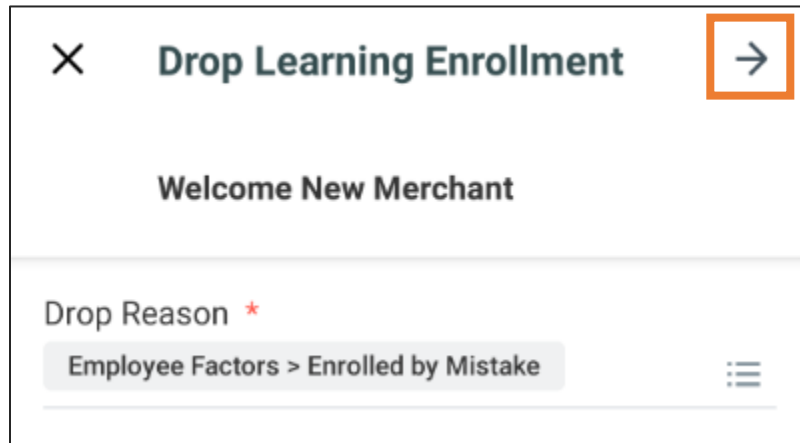 Drop Learning Enrollment
Welcome New Merchant
Drop Reason *
Employee Factors > Enrolled by Mistake